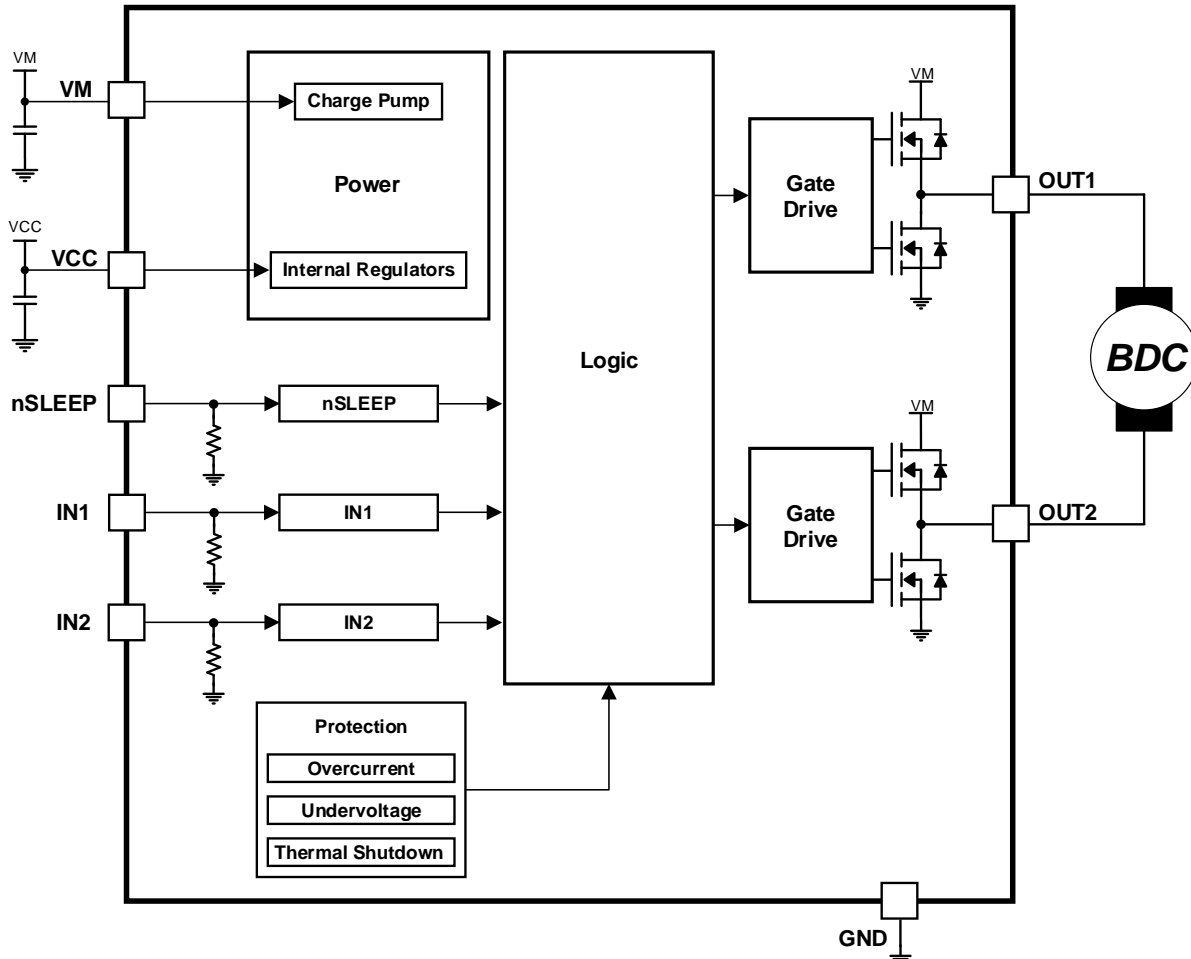 VM
VM
VM
Charge Pump
Power
Gate
Drive
OUT1
VCC
VCC
Internal Regulators
Logic
BDC
nSLEEP
nSLEEP
VM
IN1
IN1
Gate
Drive
OUT2
IN2
IN2
Protection
Overcurrent
Undervoltage
Thermal Shutdown
GND